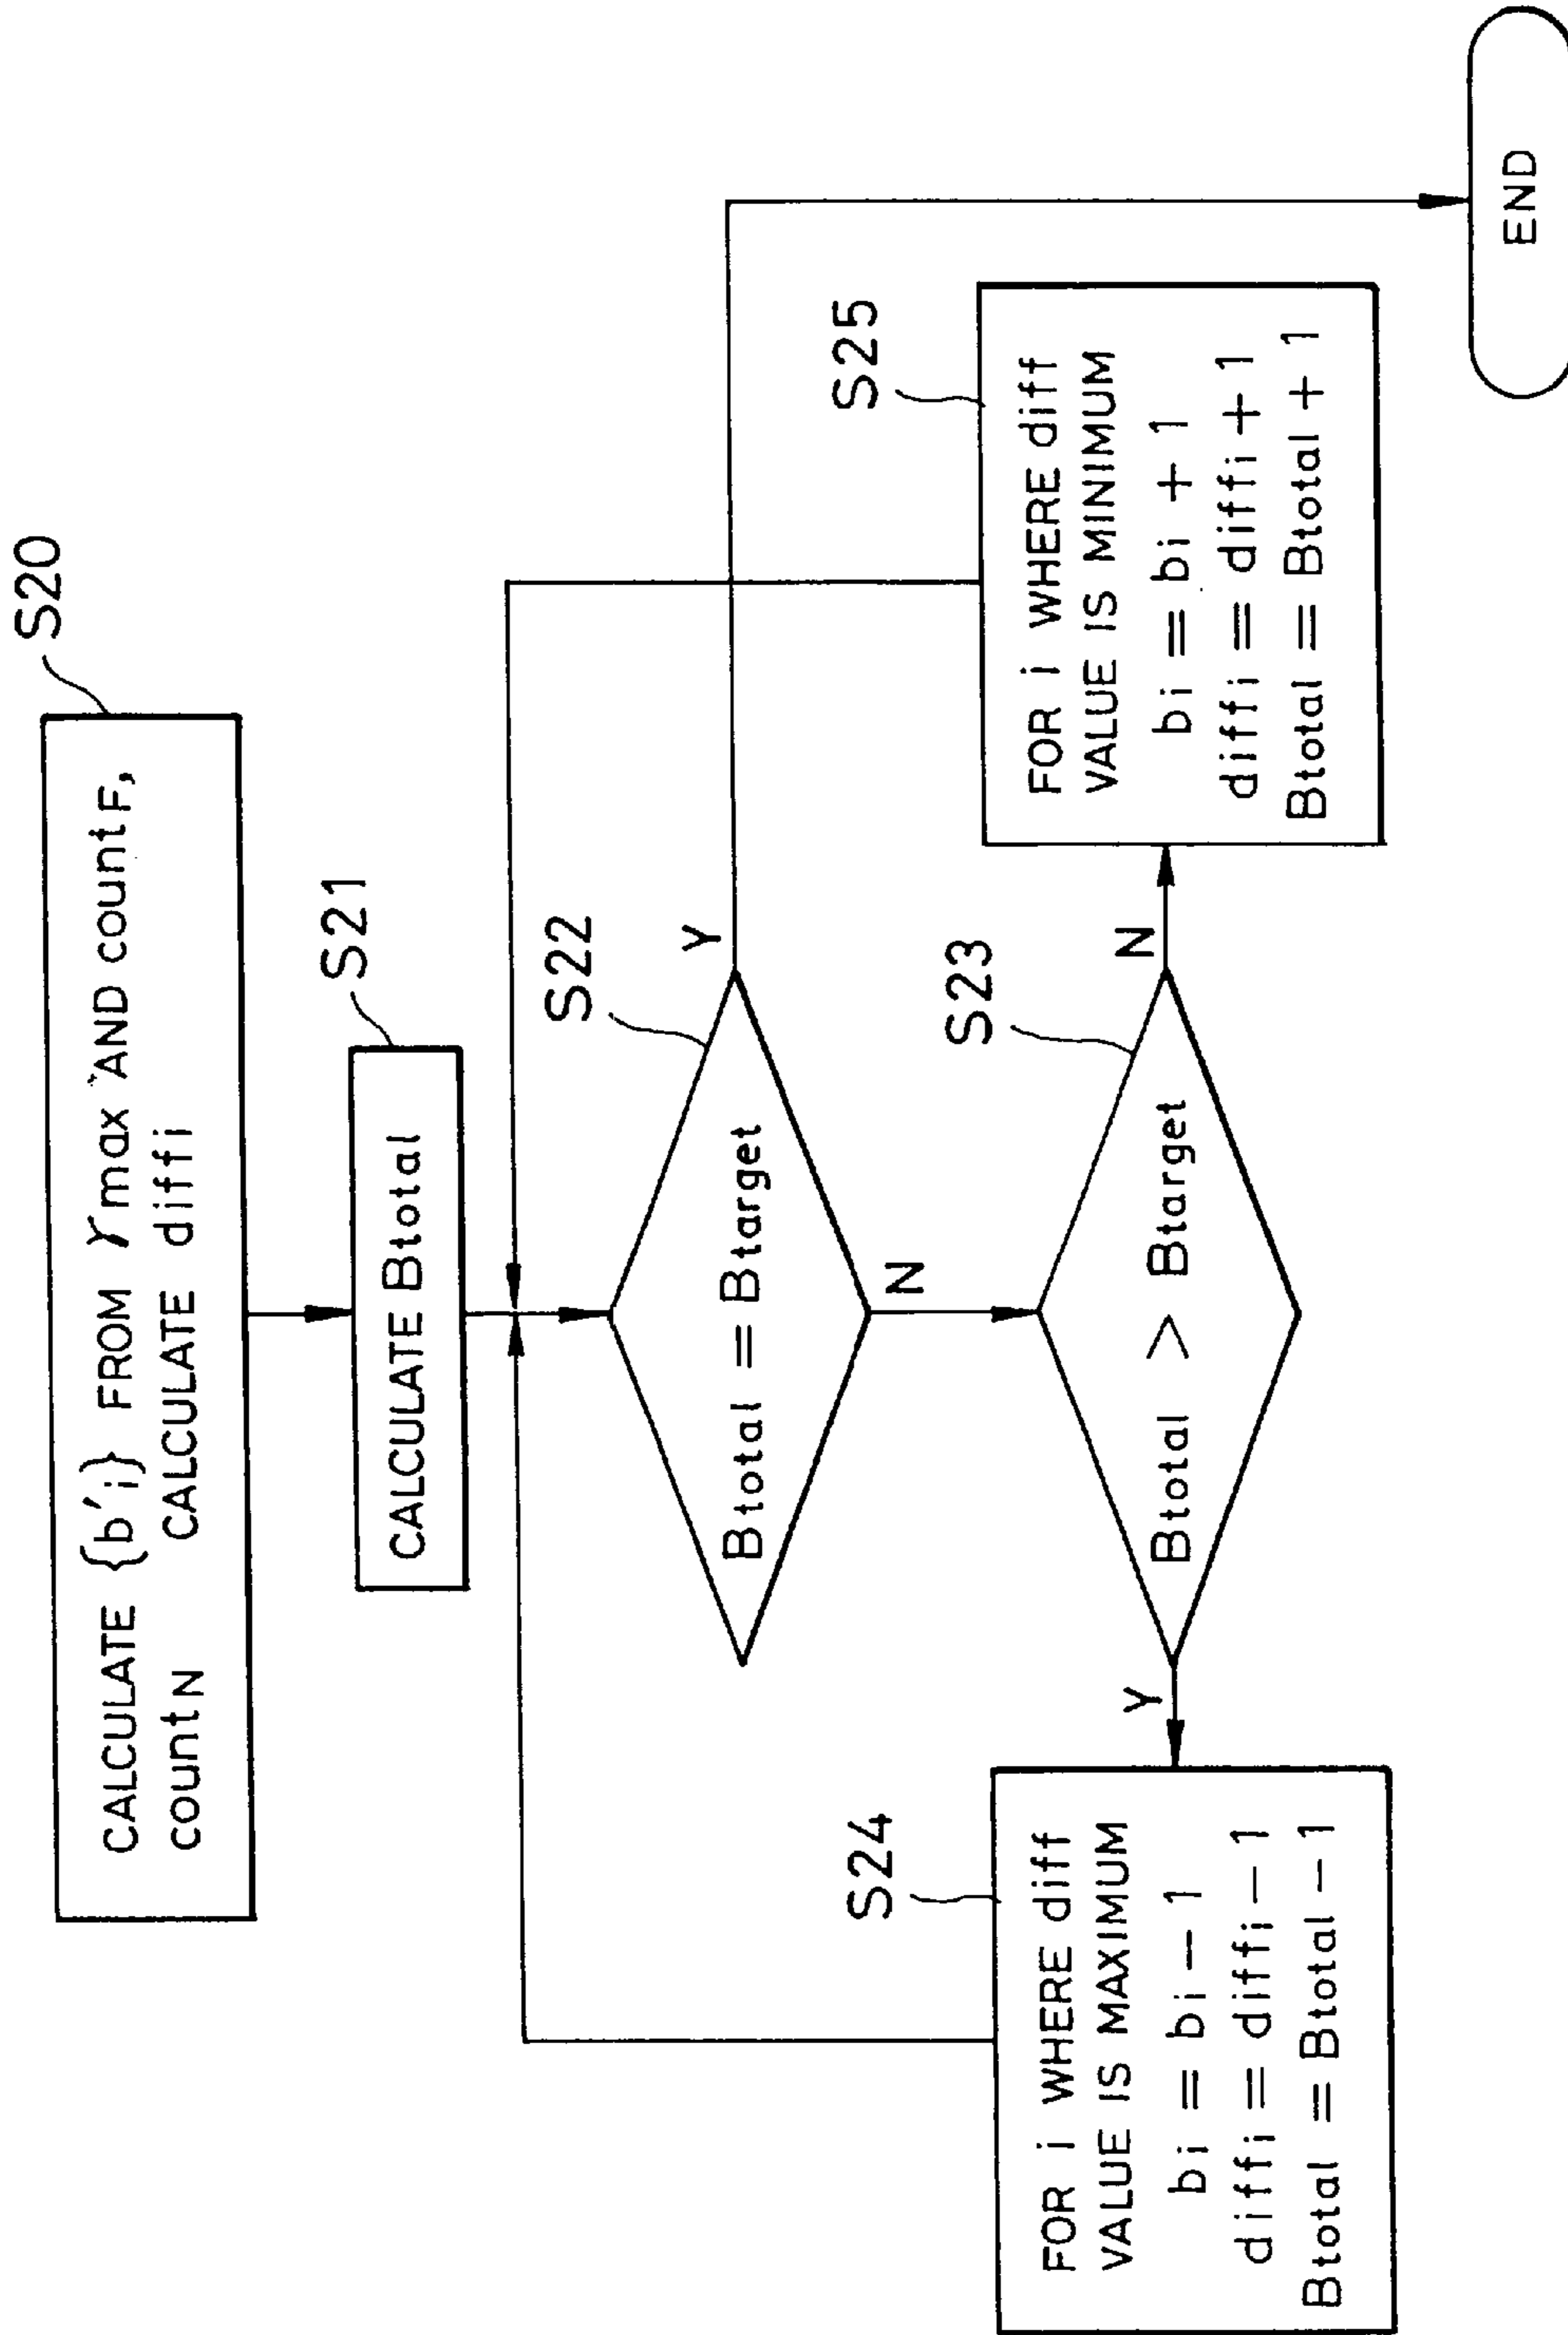 S20
CALCULATE {b'i} FROM γmax AND countF,
countN CALCULATE diffi
S21
CALCULATE Btotal
S22
Btotal = Btarget
Y
N
S23
Btotal > Btarget
Y
N
S24
FOR i WHERE diff
VALUE IS MAXIMUM
bi = bi - 1
diffi = diffi - 1
Btotal = Btotal - 1
S25
FOR i WHERE diff
VALUE IS MINIMUM
bi = bi + 1
diffi = diffi + 1
Btotal = Btotal + 1
END